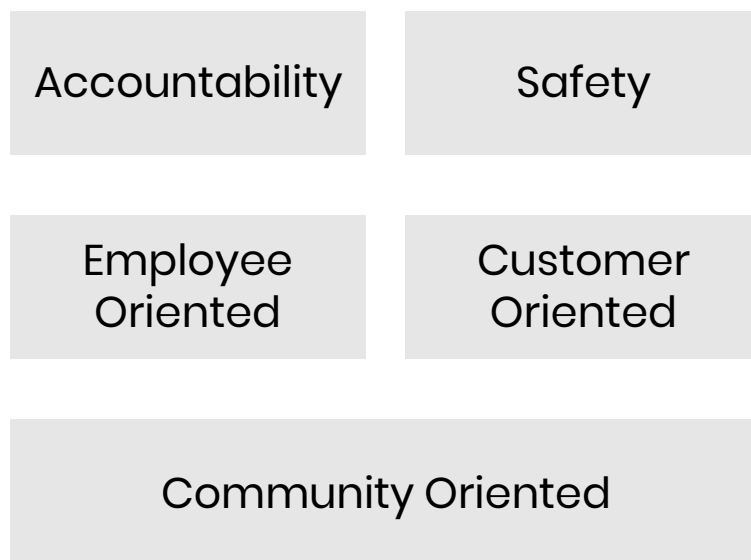 Accountability
Safety
Employee
Oriented
Customer
Oriented
Community Oriented